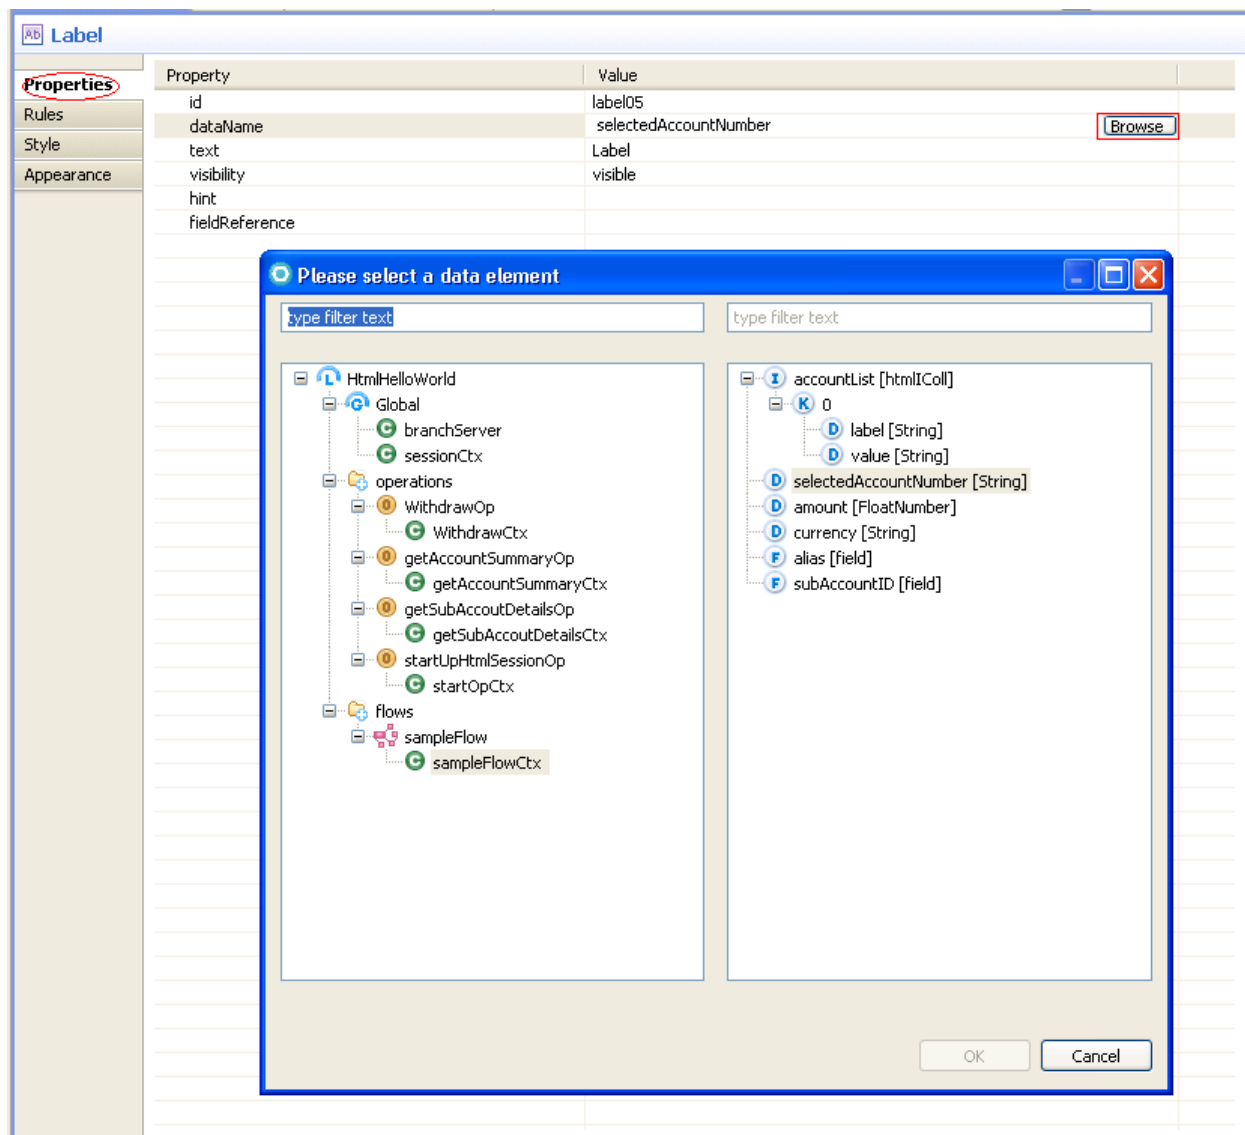 Label
Properties
Rules
Style
Appearance
Property Value
id label05
dataName selectedAccountNumber Browse
text Label
visibility visible
hint
fieldReference
Please select a data element
type filter text type filter text
HtmlHelloWorld
Global
branchServer
sessionCtx
operations
WithdrawOp
WithdrawCtx
getAccountSummaryOp
getAccountSummaryCtx
getSubAccoutDetailsOp
getSubAccoutDetailsCtx
startUpHtmlSessionOp
startOpCtx
flows
sampleFlow
sampleFlowCtx
accountList [htmlIColl]
0
label [String]
value [String]
selectedAccountNumber [String]
amount [FloatNumber]
currency [String]
alias [field]
subAccountID [field]
OK Cancel